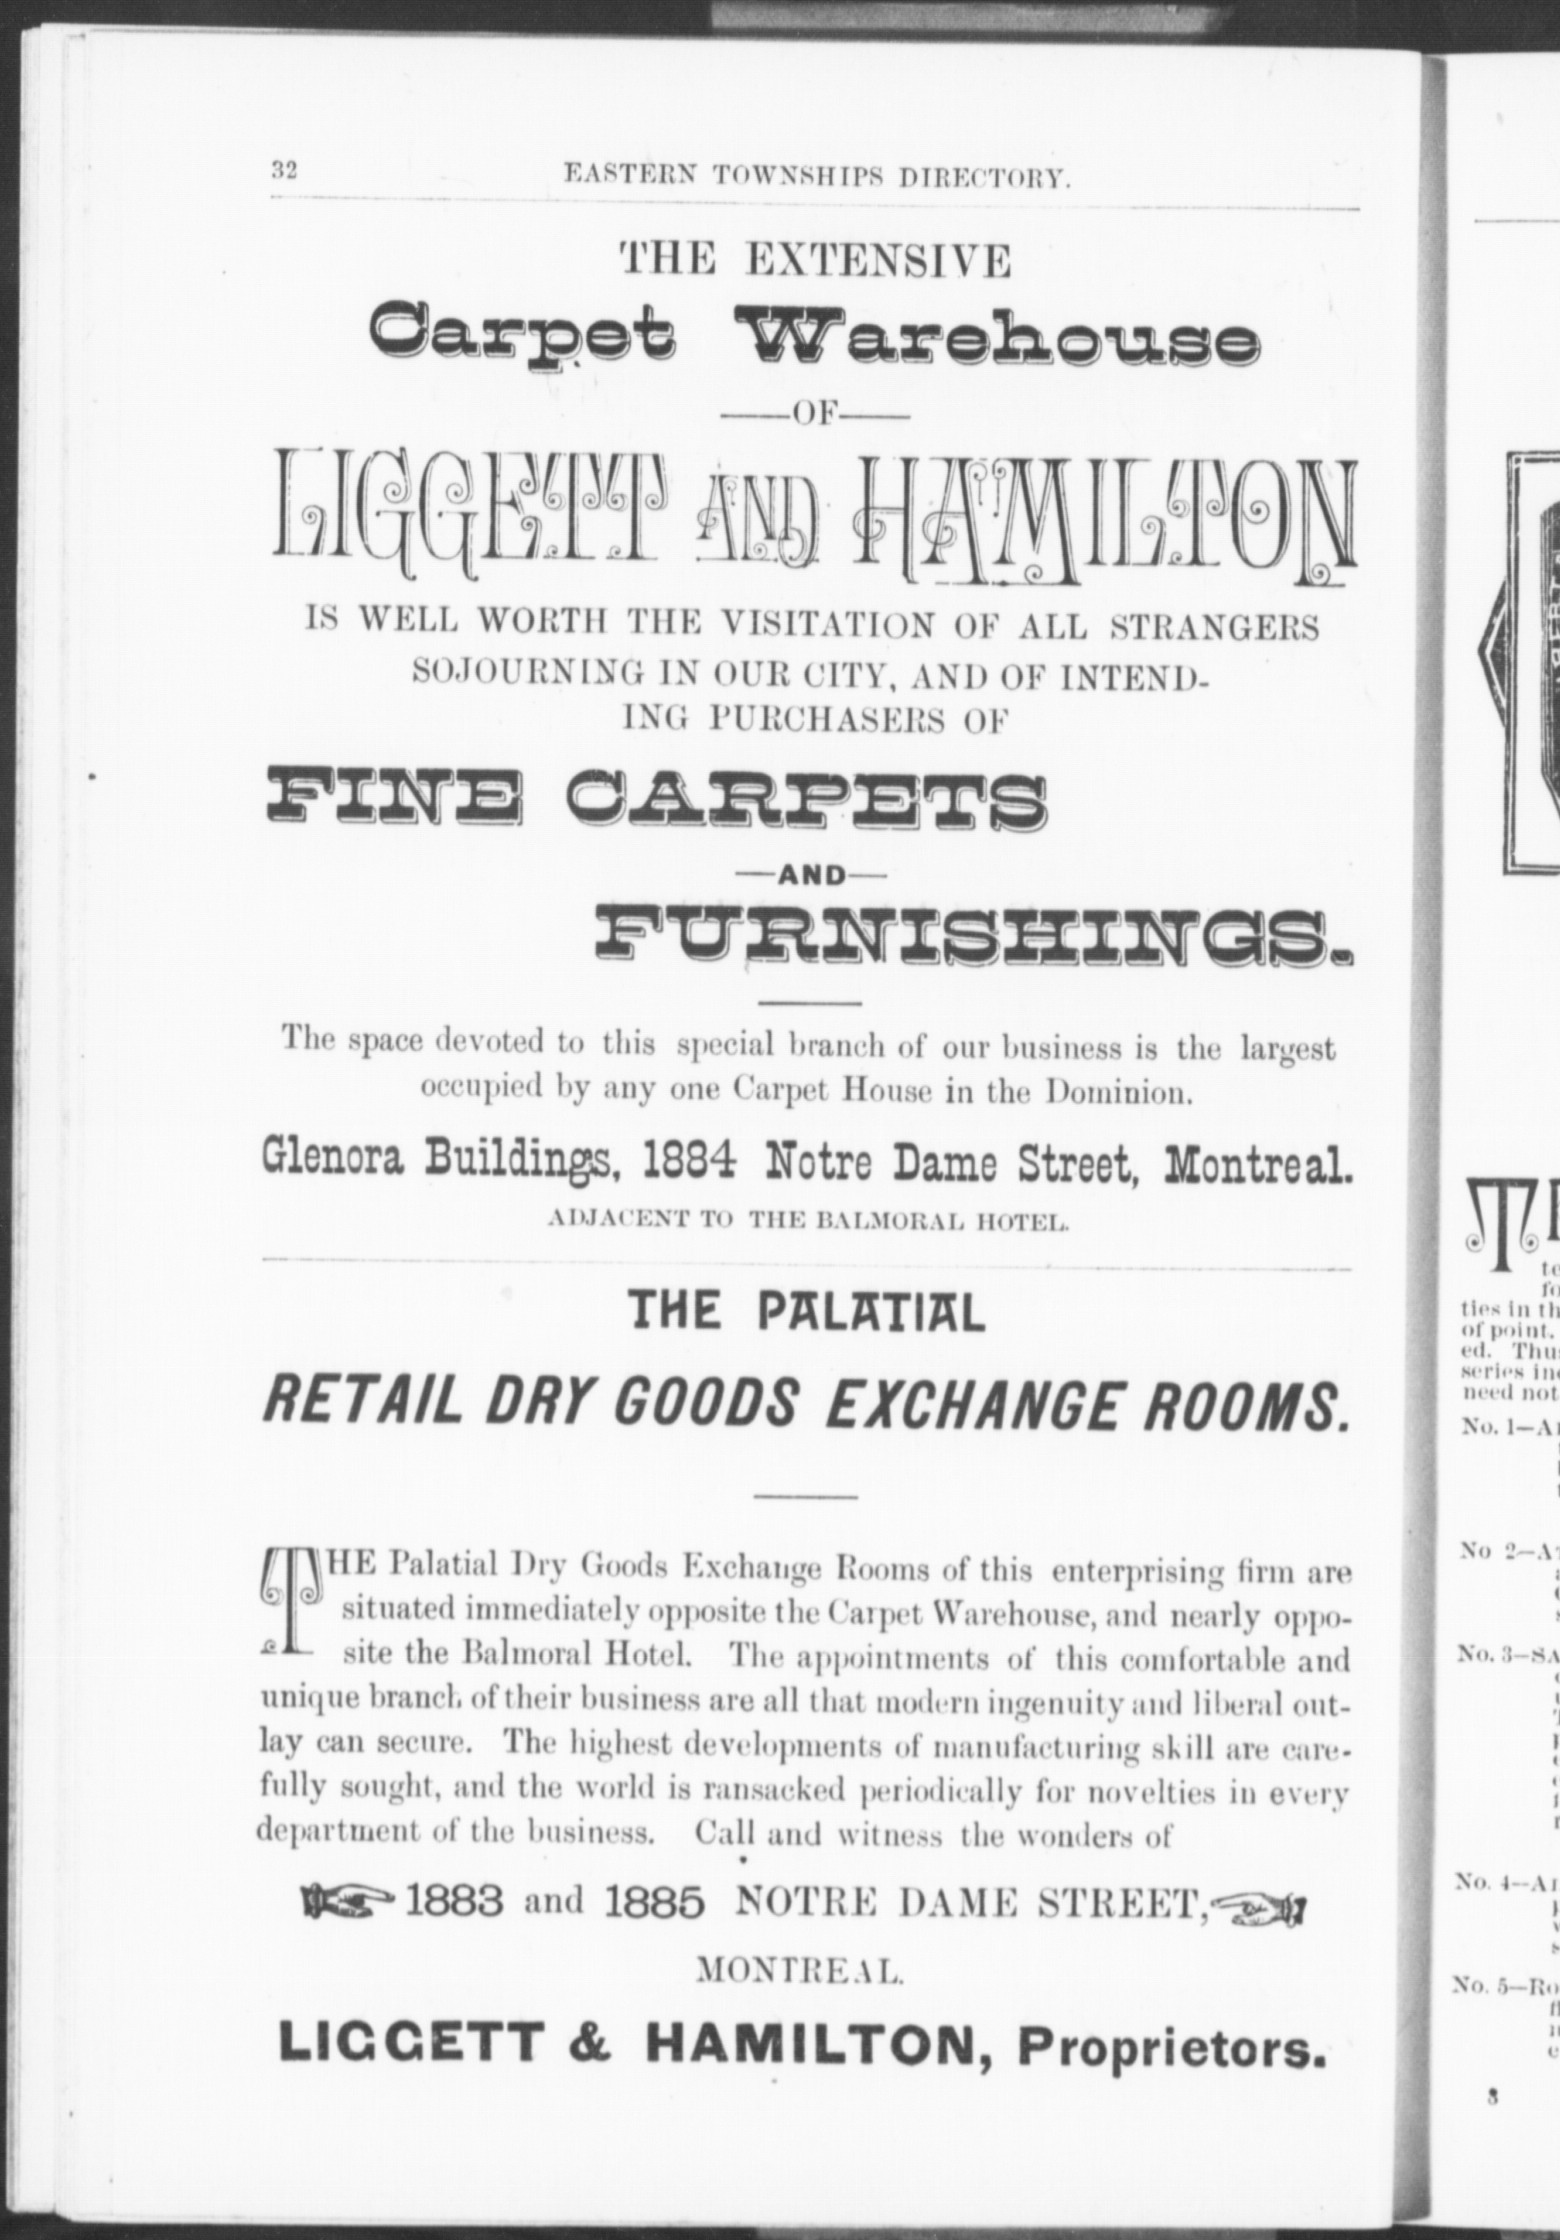 32
EASTERN TOWNSHIPS DIRECTORY.
THE EXTENSIVE
Carpet Warehouse
—OF—
LIGGETT AND HAMILTON
IS WELL WORTH THE VISITATION OF ALL STRANGERS
SOJOURNING IN OUR CITY, AND OF INTEND-
ING PURCHASERS OF
FINE CARPETS
—AND—
FURNISHINGS.
The space devoted to this special branch of our business is the largest
occupied by any one Carpet House in the Dominion.
Glenora Buildings, 1884 Notre Dame Street, Montreal.
ADJACENT TO THE BALMORAL HOTEL.
THE PALATIAL
RETAIL DRY GOODS EXCHANGE ROOMS.
THE Palatial Dry Goods Exchange Rooms of this enterprising firm are
situated immediately opposite the Carpet Warehouse, and nearly oppo-
site the Balmoral Hotel. The appointments of this comfortable and
unique branch of their business are all that modern ingenuity and liberal out-
lay can secure. The highest developments of manufacturing skill are care-
fully sought, and the world is ransacked periodically for novelties in every
department of the business. Call and witness the wonders of
1883 and 1885 NOTRE DAME STREET,
MONTREAL.
LIGGETT & HAMILTON, Proprietors.
ties in th
of point.
ed. Thus
series in
need not
No. 1—A
No 2—A
No. 3—SA
No. 4—A
No. 5—Ro
3